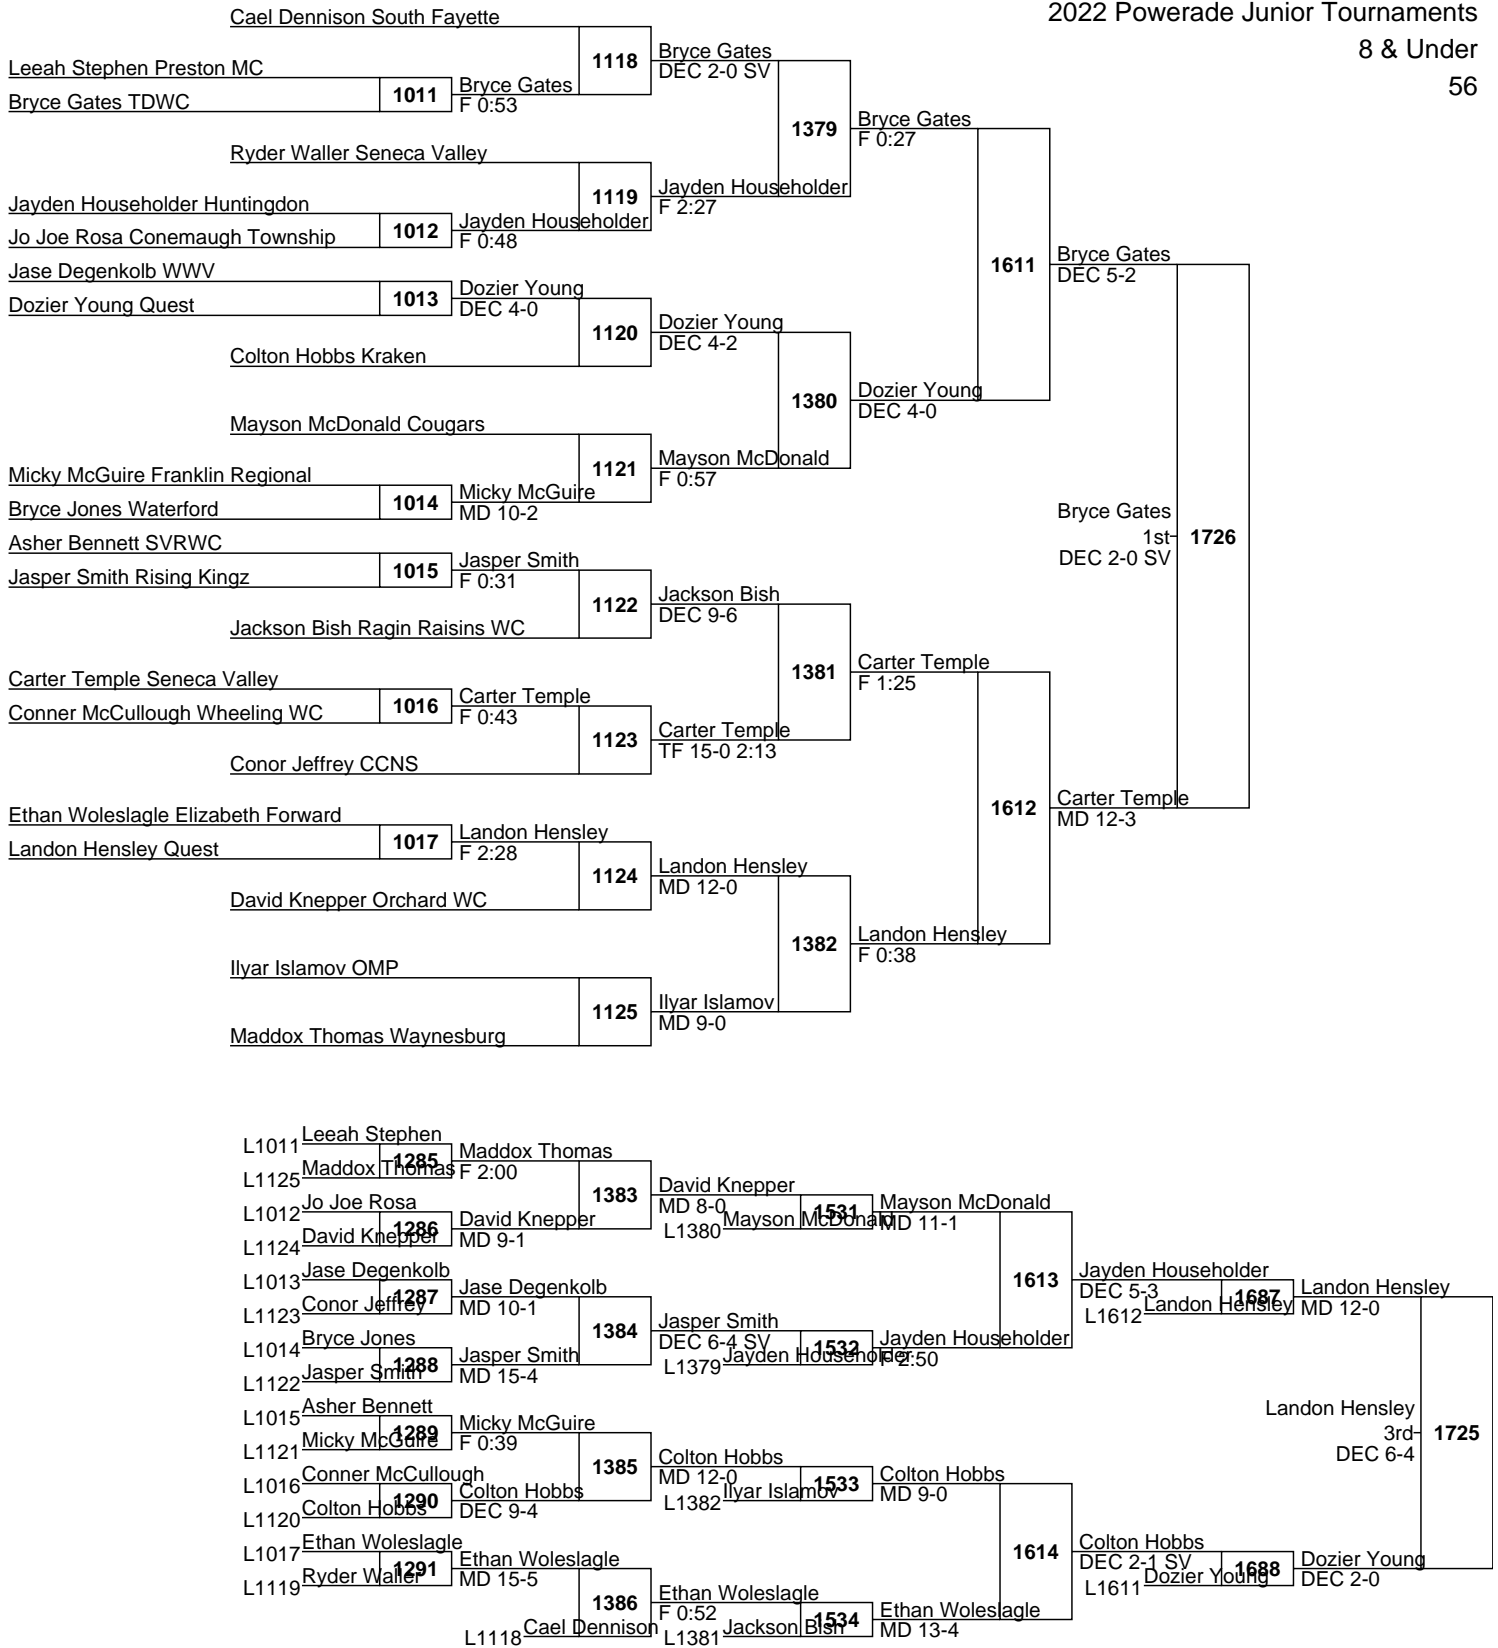 2022 Powerade Junior Tournaments
8 & Under
56
Cael Dennison South Fayette
1118
Bryce Gates
DEC 2-0 SV
Leeah Stephen Preston MC
1011
Bryce Gates
F 0:53
Bryce Gates TDWC
1379
Bryce Gates
F 0:27
Ryder Waller Seneca Valley
1119
Jayden Householder
F 2:27
Jayden Householder Huntingdon
1012
Jayden Householder
F 0:48
Jo Joe Rosa Conemaugh Township
1611
Bryce Gates
DEC 5-2
Jase Degenkolb WWV
1013
Dozier Young
DEC 4-0
Dozier Young Quest
1120
Dozier Young
DEC 4-2
Colton Hobbs Kraken
1380
Dozier Young
DEC 4-0
Mayson McDonald Cougars
1121
Mayson McDonald
F 0:57
Micky McGuire Franklin Regional
1014
Micky McGuire
MD 10-2
Bryce Jones Waterford
Bryce Gates
1st
DEC 2-0 SV
1726
Asher Bennett SVRWC
1015
Jasper Smith
F 0:31
Jasper Smith Rising Kingz
1122
Jackson Bish
DEC 9-6
Jackson Bish Ragin Raisins WC
1381
Carter Temple
F 1:25
Carter Temple Seneca Valley
1016
Carter Temple
F 0:43
Conner McCullough Wheeling WC
1123
Carter Temple
TF 15-0 2:13
Conor Jeffrey CCNS
1612
Carter Temple
MD 12-3
Ethan Woleslagle Elizabeth Forward
1017
Landon Hensley
F 2:28
Landon Hensley Quest
1124
Landon Hensley
MD 12-0
David Knepper Orchard WC
1382
Landon Hensley
F 0:38
Ilyar Islamov OMP
1125
Ilyar Islamov
MD 9-0
Maddox Thomas Waynesburg
L1011
Leeah Stephen
1285
Maddox Thomas
F 2:00
L1125
Maddox Thomas
1383
David Knepper
MD 8-0
L1012
Jo Joe Rosa
1286
David Knepper
MD 9-1
L1124
David Knepper
L1380
Mayson McDonald
1531
Mayson McDonald
MD 11-1
L1013
Jase Degenkolb
1287
Jase Degenkolb
MD 10-1
L1123
Conor Jeffrey
1384
Jasper Smith
DEC 6-4 SV
L1014
Bryce Jones
1288
Jasper Smith
MD 15-4
L1122
Jasper Smith
L1379
Jayden Householder
1532
Jayden Householder
F 2:50
1613
Jayden Householder
DEC 5-3
L1612
Landon Hensley
1687
Landon Hensley
MD 12-0
L1015
Asher Bennett
1289
Micky McGuire
F 0:39
L1121
Micky McGuire
1385
Colton Hobbs
MD 12-0
L1016
Conner McCullough
1290
Colton Hobbs
DEC 9-4
L1120
Colton Hobbs
L1382
Ilyar Islamov
1533
Colton Hobbs
MD 9-0
Landon Hensley
3rd
DEC 6-4
1725
L1017
Ethan Woleslagle
1291
Ethan Woleslagle
MD 15-5
L1119
Ryder Waller
1386
Ethan Woleslagle
F 0:52
L1118
Cael Dennison
L1381
Jackson Bish
1534
Ethan Woleslagle
MD 13-4
1614
Colton Hobbs
DEC 2-1 SV
L1611
Dozier Young
1688
Dozier Young
DEC 2-0